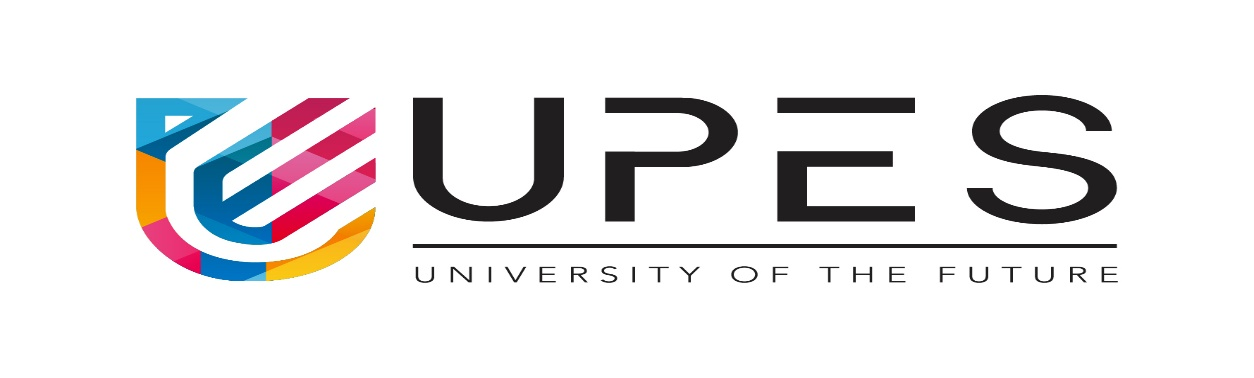 UPES
UNIVERSITY OF THE FUTURE